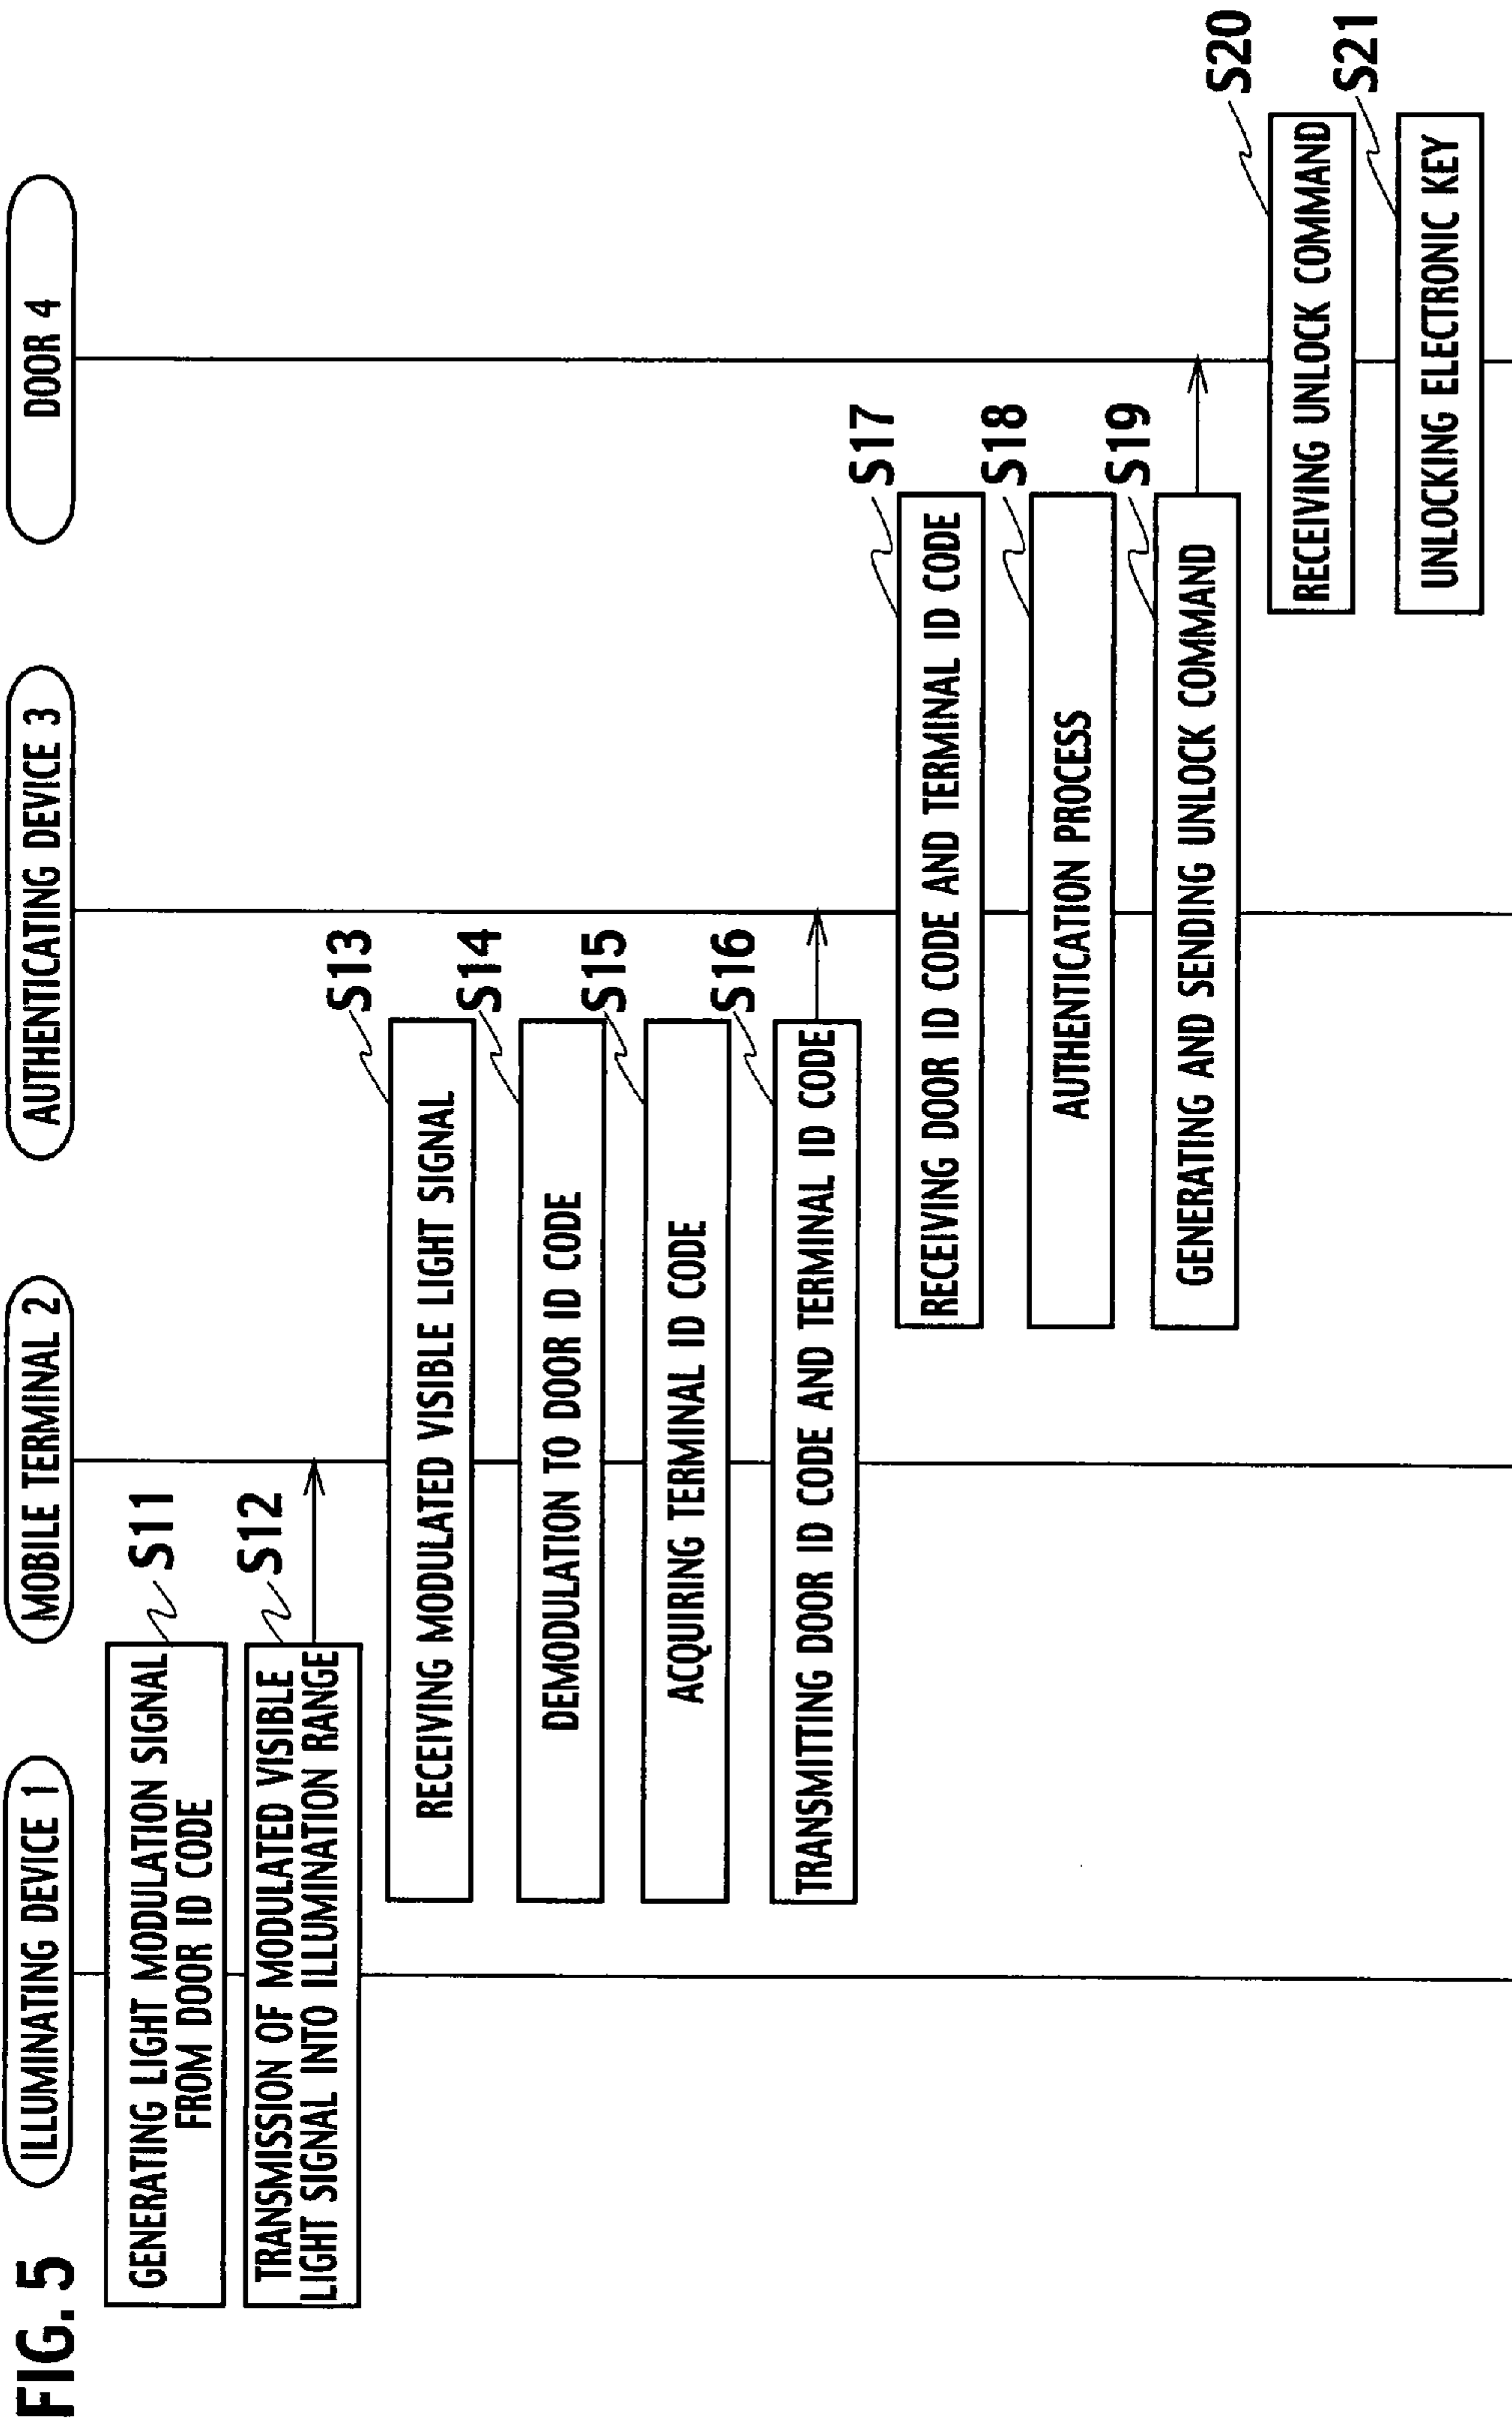 FIG. 5
ILLUMINATING DEVICE 1
MOBILE TERMINAL 2
AUTHENTICATING DEVICE 3
DOOR 4
GENERATING LIGHT MODULATION SIGNAL
FROM DOOR ID CODE
S11
TRANSMISSION OF MODULATED VISIBLE
LIGHT SIGNAL INTO ILLUMINATION RANGE
S12
RECEIVING MODULATED VISIBLE LIGHT SIGNAL
S13
DEMODULATION TO DOOR ID CODE
S14
ACQUIRING TERMINAL ID CODE
S15
TRANSMITTING DOOR ID CODE AND TERMINAL ID CODE
S16
RECEIVING DOOR ID CODE AND TERMINAL ID CODE
S17
AUTHENTICATION PROCESS
S18
GENERATING AND SENDING UNLOCK COMMAND
S19
RECEIVING UNLOCK COMMAND
S20
UNLOCKING ELECTRONIC KEY
S21